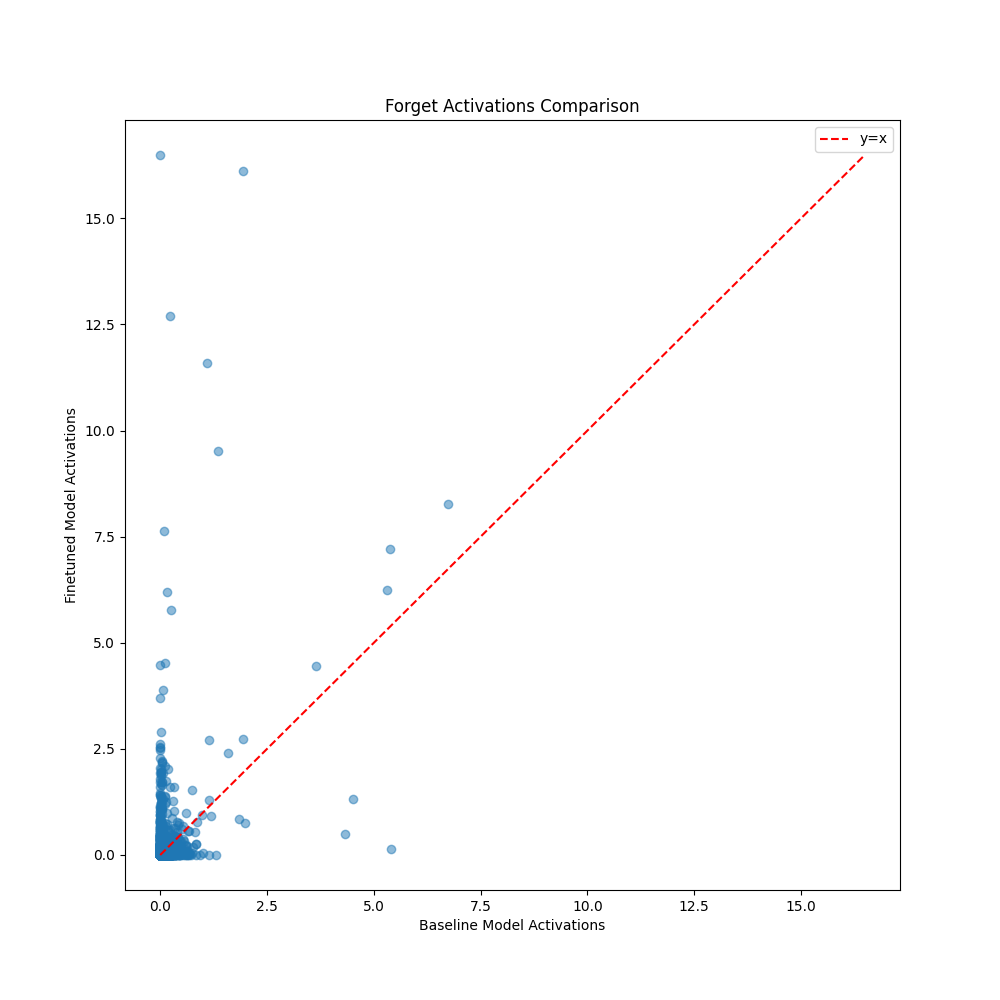 Forget Activations Comparison
y=x
15.0
12.5
10.0
7.5
5.0
2.5
0.0
Finetuned Model Activations
0.0 2.5 5.0 7.5 10.0 12.5 15.0
Baseline Model Activations